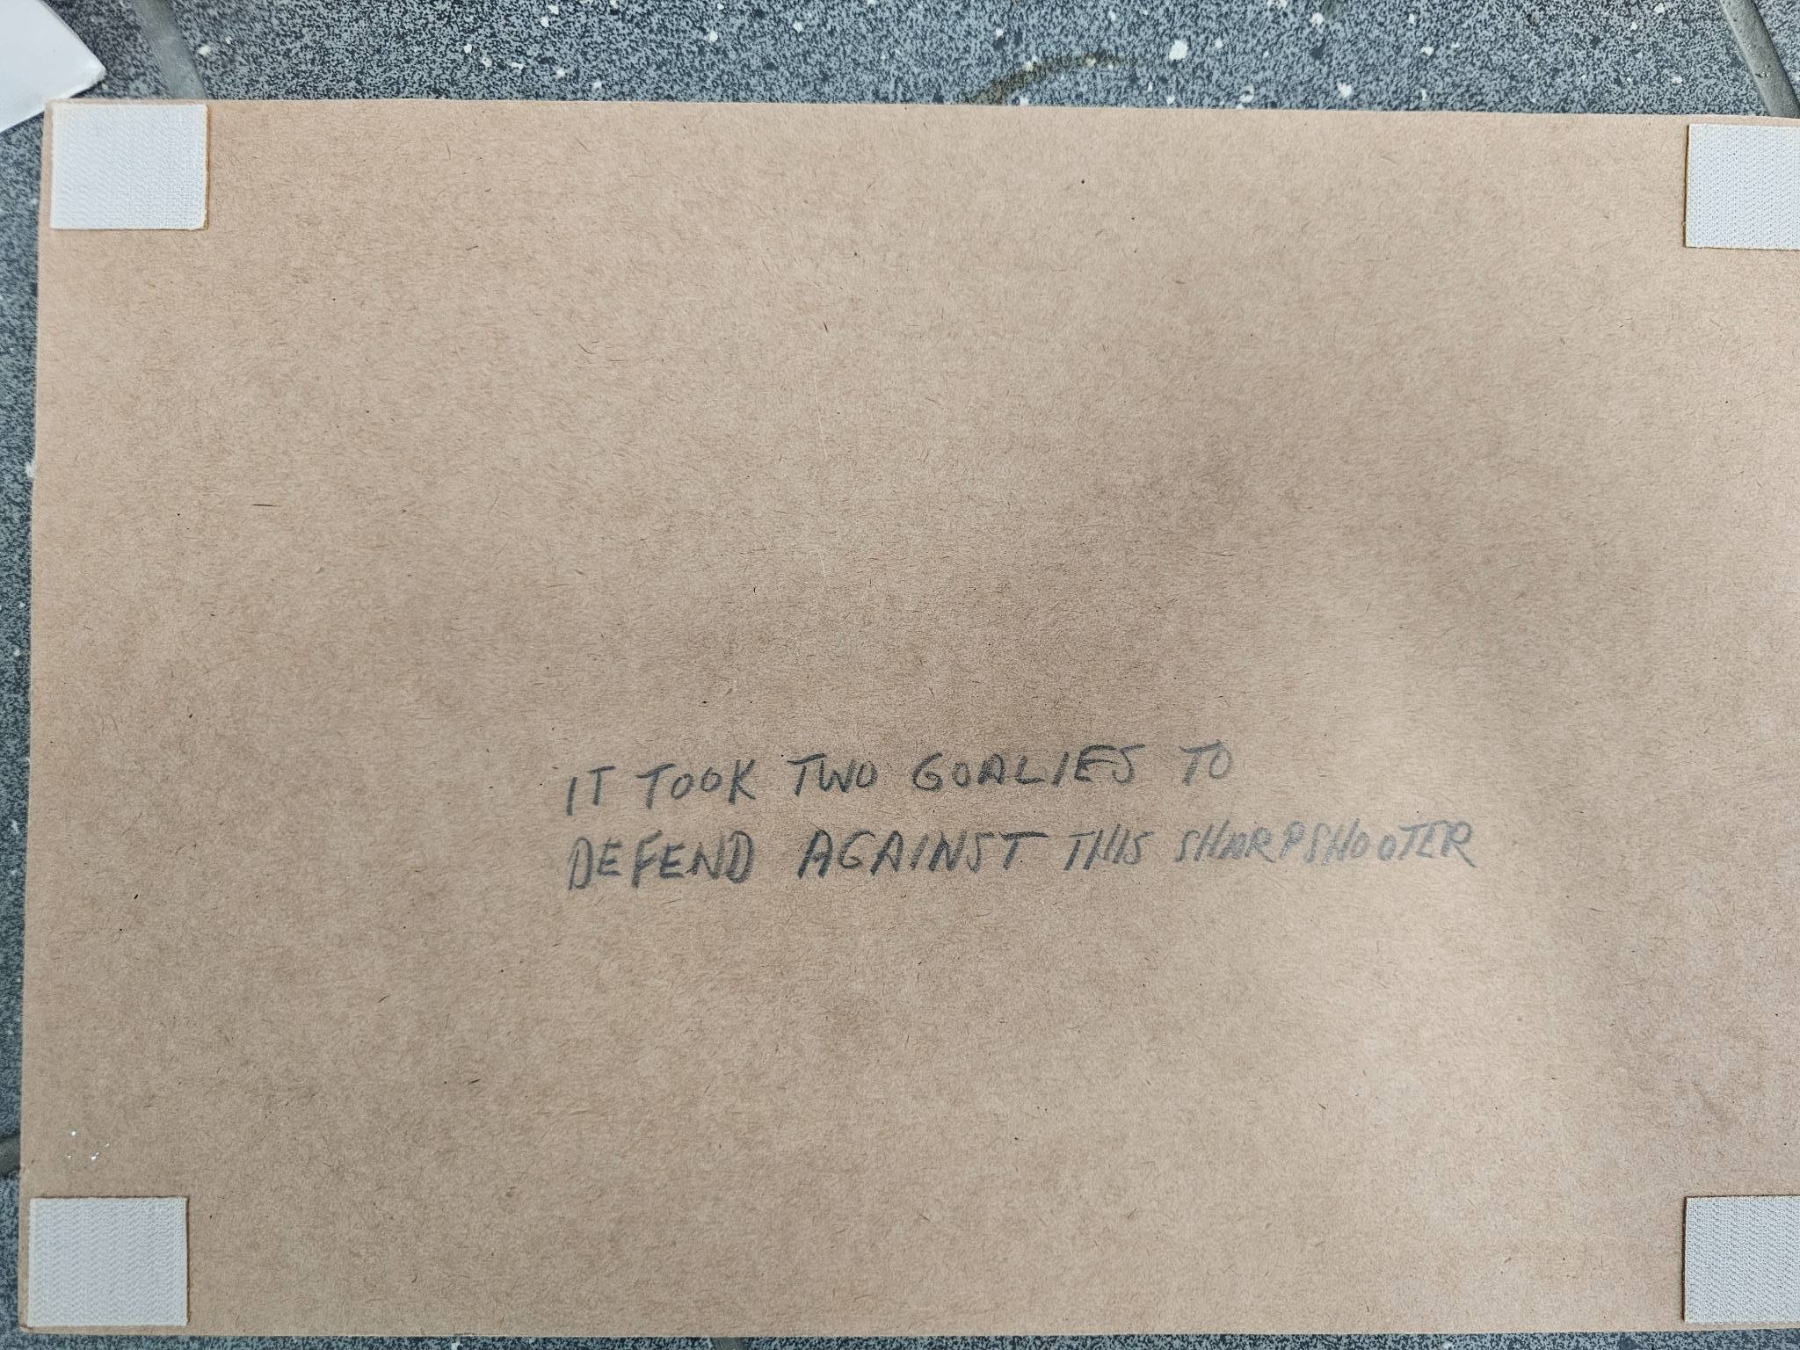 IT TOOK TWO GOALIES TO
DEFEND AGAINST THIS SHARPSHOOTER